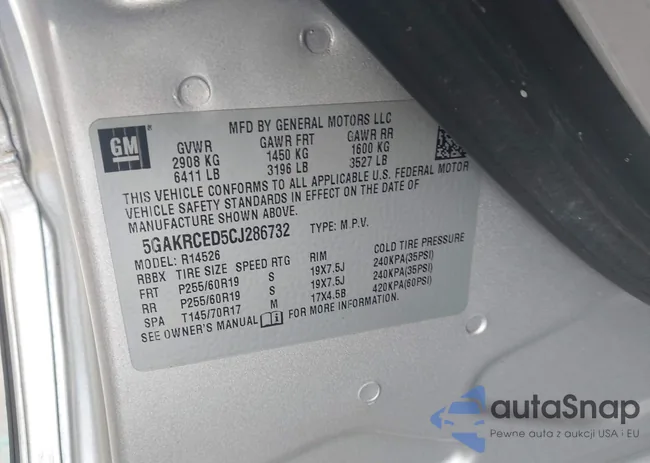 GM
MFD BY GENERAL MOTORS LLC
GVWR GAWR FRT GAWR RR
2908 KG 1450 KG 1600 KG
6411 LB 3196 LB 3527 LB
THIS VEHICLE CONFORMS TO ALL APPLICABLE U.S. FEDERAL MOTOR
VEHICLE SAFETY STANDARDS IN EFFECT ON THE DATE OF
MANUFACTURE SHOWN ABOVE.
5GAKRCED5CJ286732 TYPE: M.P.V.
MODEL: R14526
RBBX TIRE SIZE SPEED RTG RIM COLD TIRE PRESSURE
FRT P255/60R19 S 19X7.5J 240KPA(35PSI)
RR P255/60R19 S 19X7.5J 240KPA(35PSI)
SPA T145/70R17 M 17X4.5B 420KPA(60PSI)
SEE OWNER'S MANUAL FOR MORE INFORMATION.
autaSnap
Pewne auta z aukcji USA i EU